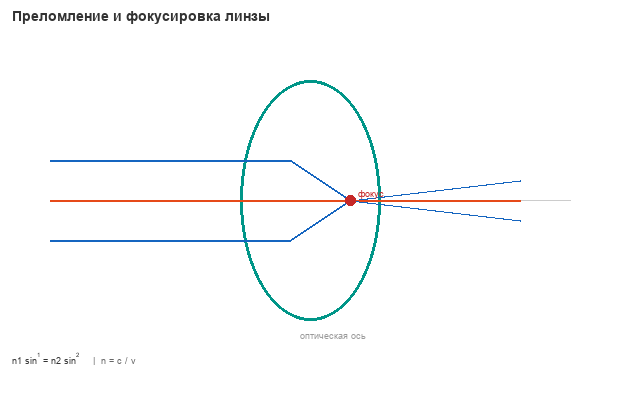 Преломление и фокусировка линзы
фокус
оптическая ось
n1 sin¹ = n2 sin² | n = c / v